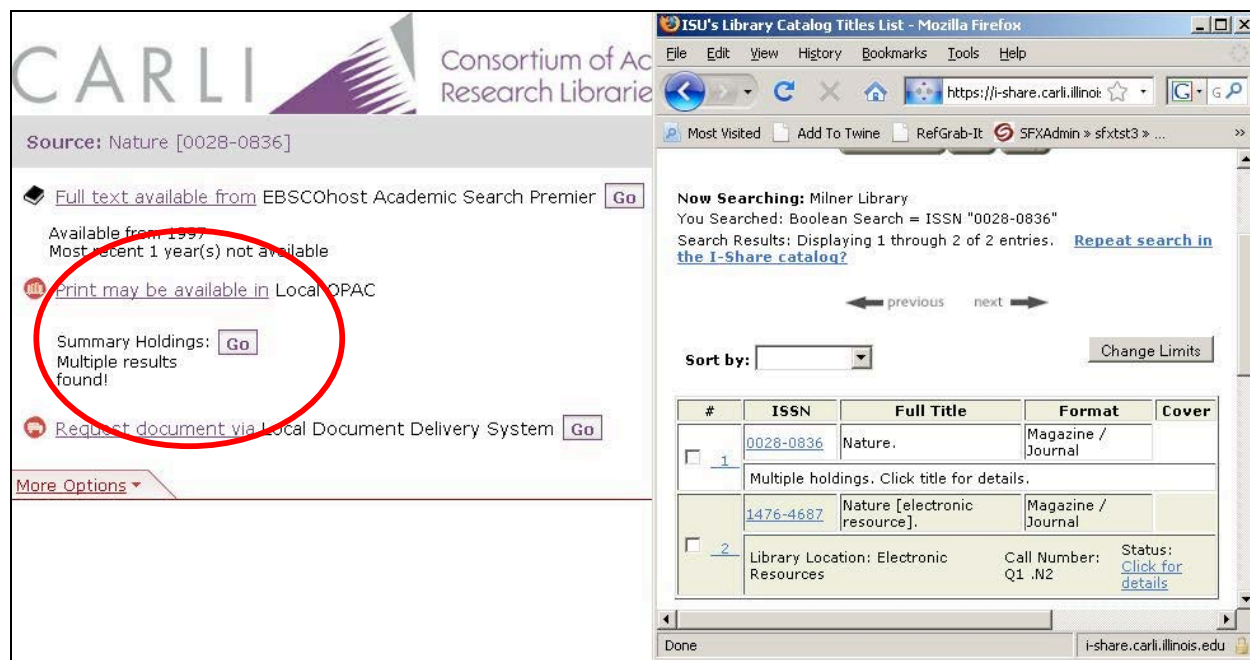 CARLI
Consortium of Ac
Research Librarie
Source: Nature [0028-0836]
Full text available from EBSCOhost Academic Search Premier Go
Available from 1997
Most recent 1 year(s) not available
Print may be available in Local OPAC
Summary Holdings: Go
Multiple results
found!
Request document via Local Document Delivery System Go
More Options
ISU's Library Catalog Titles List - Mozilla Firefox
File Edit View History Bookmarks Tools Help
https://i-share.carli.illinoi: G G
Most Visited Add To Twine RefGrab-It SFXAdmin » sfxtst3 » ... »
Now Searching: Milner Library
You Searched: Boolean Search = ISSN "0028-0836"
Search Results: Displaying 1 through 2 of 2 entries. Repeat search in
the I-Share catalog?
previous next
Sort by: Change Limits
# ISSN Full Title Format Cover
1 0028-0836 Nature. Magazine /
Journal
Multiple holdings. Click title for details.
1476-4687 Nature [electronic Magazine /
resource]. Journal
2 Library Location: Electronic Call Number: Status:
Resources Q1 .N2 Click for
details
Done i-share.carli.illinois.edu